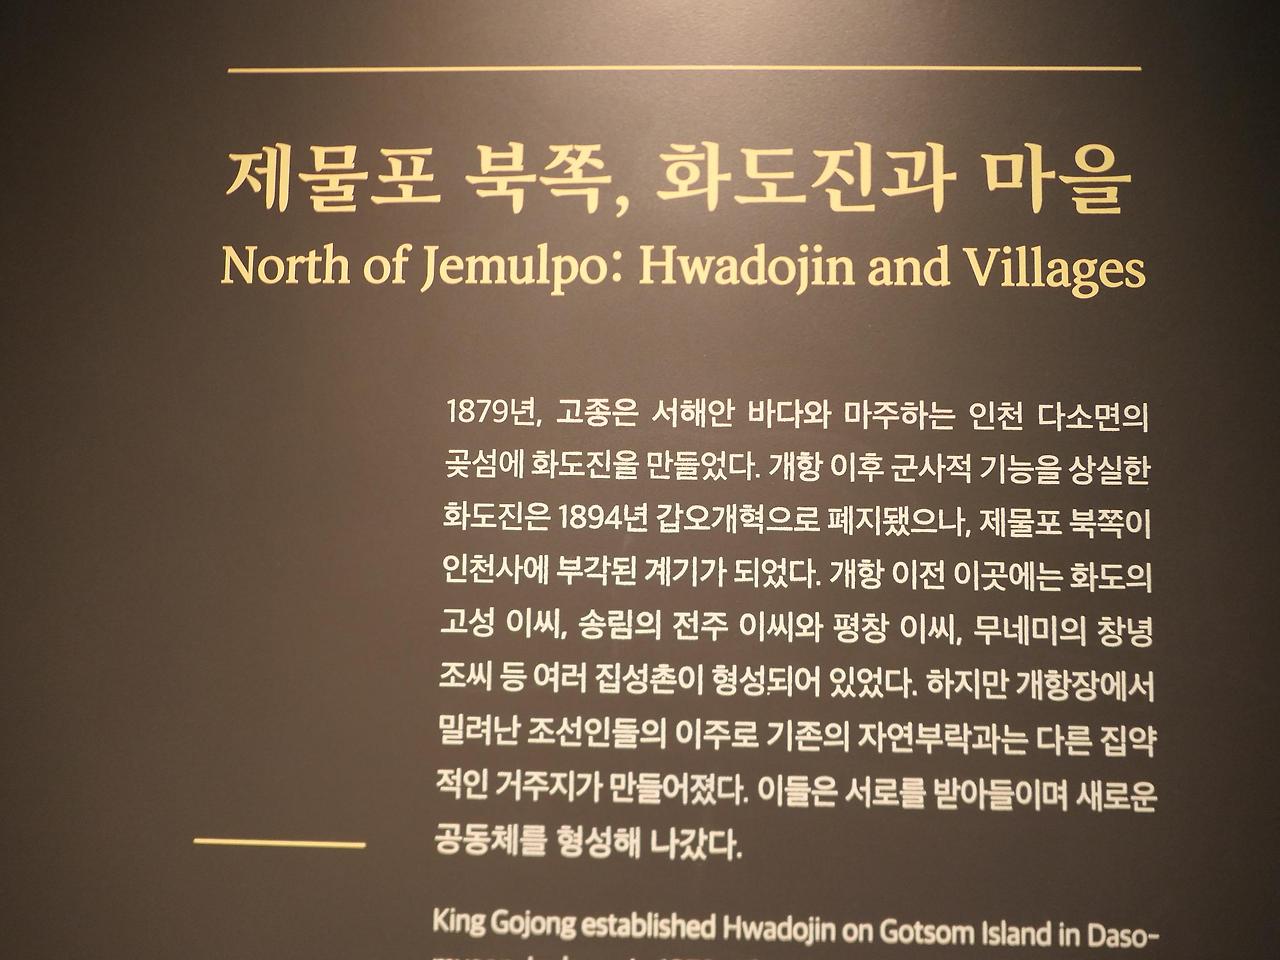 제물포 북쪽, 화도진과 마을
North of Jemulpo: Hwadojin and Villages
1879년, 고종은 서해안 바다와 마주하는 인천 다소면의
곶섬에 화도진을 만들었다. 개항 이후 군사적 기능을 상실한
화도진은 1894년 갑오개혁으로 폐지됐으나, 제물포 북쪽이
인천사에 부각된 계기가 되었다. 개항 이전 이곳에는 화도의
고성 이씨, 송림의 전주 이씨와 평창 이씨, 무네미의 창녕
조씨 등 여러 집성촌이 형성되어 있었다. 하지만 개항장에서
밀려난 조선인들의 이주로 기존의 자연부락과는 다른 집약
적인 거주지가 만들어졌다. 이들은 서로를 받아들이며 새로운
공동체를 형성해 나갔다.
King Gojong established Hwadojin on Gotsom Island in Daso-